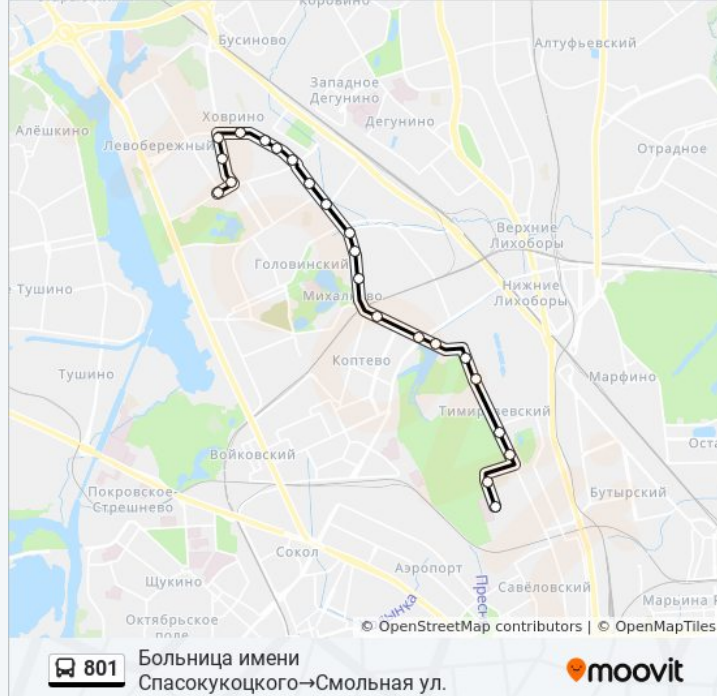 коровино
Бусиново
Алтуфьевский
Западное
Дегунино
Ховрино
Дегунино
Алёшкино
Левобережный
Отрадное
Верхние
Лихоборы
Головинский
е Тушино
Нижние
Лихоборы
Михалково
Коптево
Тушино
Марфино
Тимирязевский
Оста
Войковский
Покровское-
Стрешнево
Бутырский
Сокол
Аэропорт
Щукино
Савёловский
Пресн
Марьина Р
Октябрьское
поле
ынка
© OpenStreetMap contributors | © OpenMapTiles
801
Больница имени
Спасокукоцкого→Смольная ул.
moovit